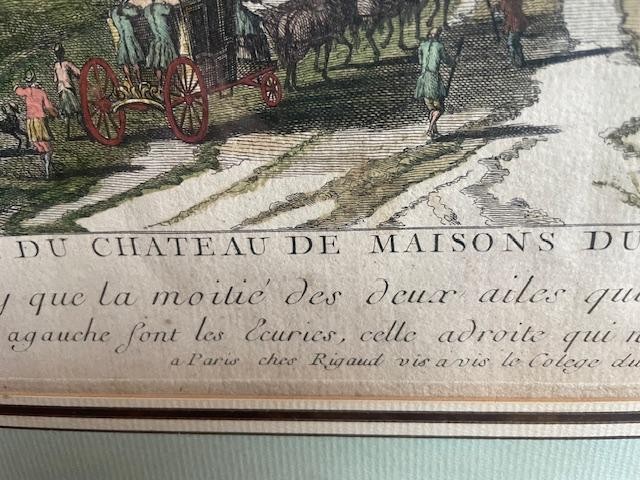 DU CHATEAU DE MAISONS DU
y que la moitié des deux ailes qui
agauche sont les Ecuries, celle adroite qui n
a Paris ches Rigaud vis a vis le Colege du